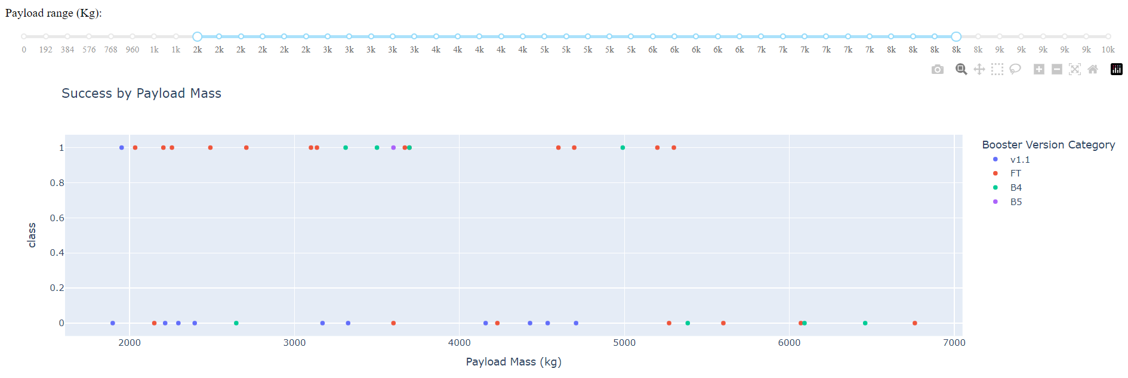 Payload range (Kg):
0 192 384 576 768 960 1k 1k 2k 2k 2k 2k 2k 2k 3k 3k 3k 3k 3k 4k 4k 4k 4k 4k 5k 5k 5k 5k 5k 6k 6k 6k 6k 6k 7k 7k 7k 7k 7k 7k 8k 8k 8k 8k 8k 9k 9k 9k 9k 9k 10k
Success by Payload Mass
Booster Version Category
v1.1
FT
B4
B5
class
1
0.8
0.6
0.4
0.2
0
2000 3000 4000 5000 6000 7000
Payload Mass (kg)